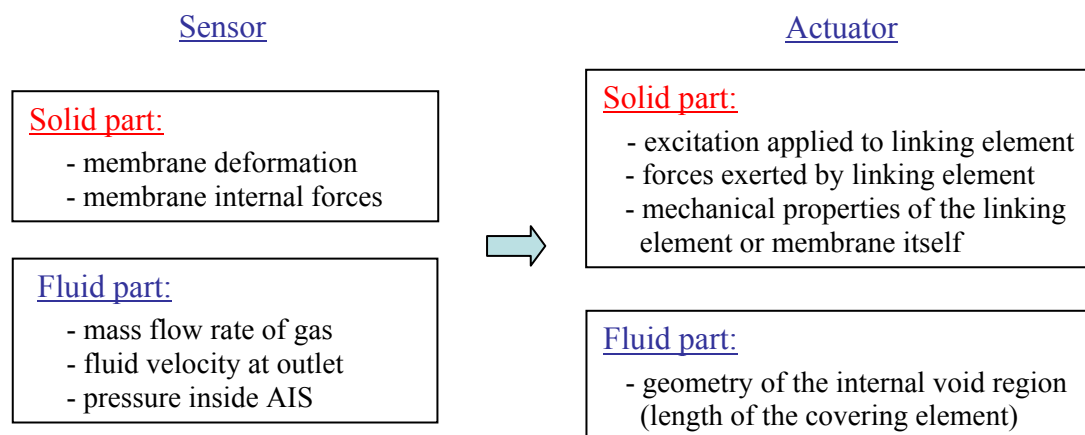 Sensor
Solid part:
- membrane deformation
- membrane internal forces
Fluid part:
- mass flow rate of gas
- fluid velocity at outlet
- pressure inside AIS
Actuator
Solid part:
- excitation applied to linking element
- forces exerted by linking element
- mechanical properties of the linking
element or membrane itself
Fluid part:
- geometry of the internal void region
(length of the covering element)